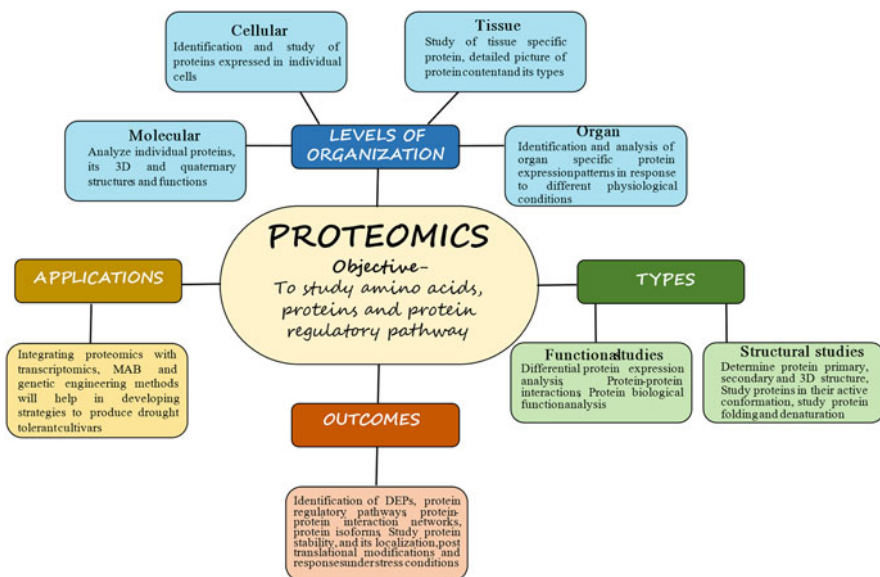 Cellular
Identification and study of
proteins expressed in individual
cells
Tissue
Study of tissue specific
protein, detailed picture of
protein content and its types
Molecular
Analyze individual proteins,
its 3D and quaternary
structures and functions
LEVELS OF
ORGANIZATION
Organ
Identification and analysis of
organ specific protein
expression patterns in response
to different physiological
conditions
PROTEOMICS
Objective-
To study amino acids,
proteins and protein
regulatory pathway
APPLICATIONS
Integrating proteomics with
transcriptomics, MAB and
genetic engineering methods
will help in developing
strategies to produce drought
tolerant cultivars
TYPES
Functional studies
Differential protein expression
analysis, Protein-protein
interactions, Protein biological
function analysis
Structural studies
Determine protein primary,
secondary and 3D structure,
Study proteins in their active
conformation, study protein
folding and denaturation
OUTCOMES
Identification of DEPs, protein
regulatory pathways, protein-
protein interaction networks,
protein isoforms, Study protein
stability, and its localization, post
translational modifications and
responses under stress conditions